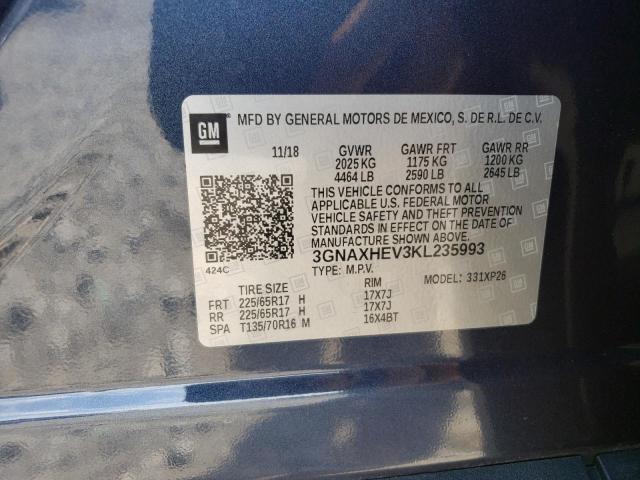 GM
MFD BY GENERAL MOTORS DE MEXICO, S. DE R.L. DE C.V.
11/18 GVWR GAWR FRT GAWR RR
2025 KG 1175 KG 1200 KG
4464 LB 2590 LB 2645 LB
THIS VEHICLE CONFORMS TO ALL
APPLICABLE U.S. FEDERAL MOTOR
VEHICLE SAFETY AND THEFT PREVENTION
STANDARDS IN EFFECT ON THE DATE OF
MANUFACTURE SHOWN ABOVE.
3GNAXHEV3KL235993
424C TYPE: M.P.V. 331XP26
TIRE SIZE RIM
FRT 225/65R17 H 17X7J
RR 225/65R17 H 17X7J
SPA T135/70R16 M 16X4BT